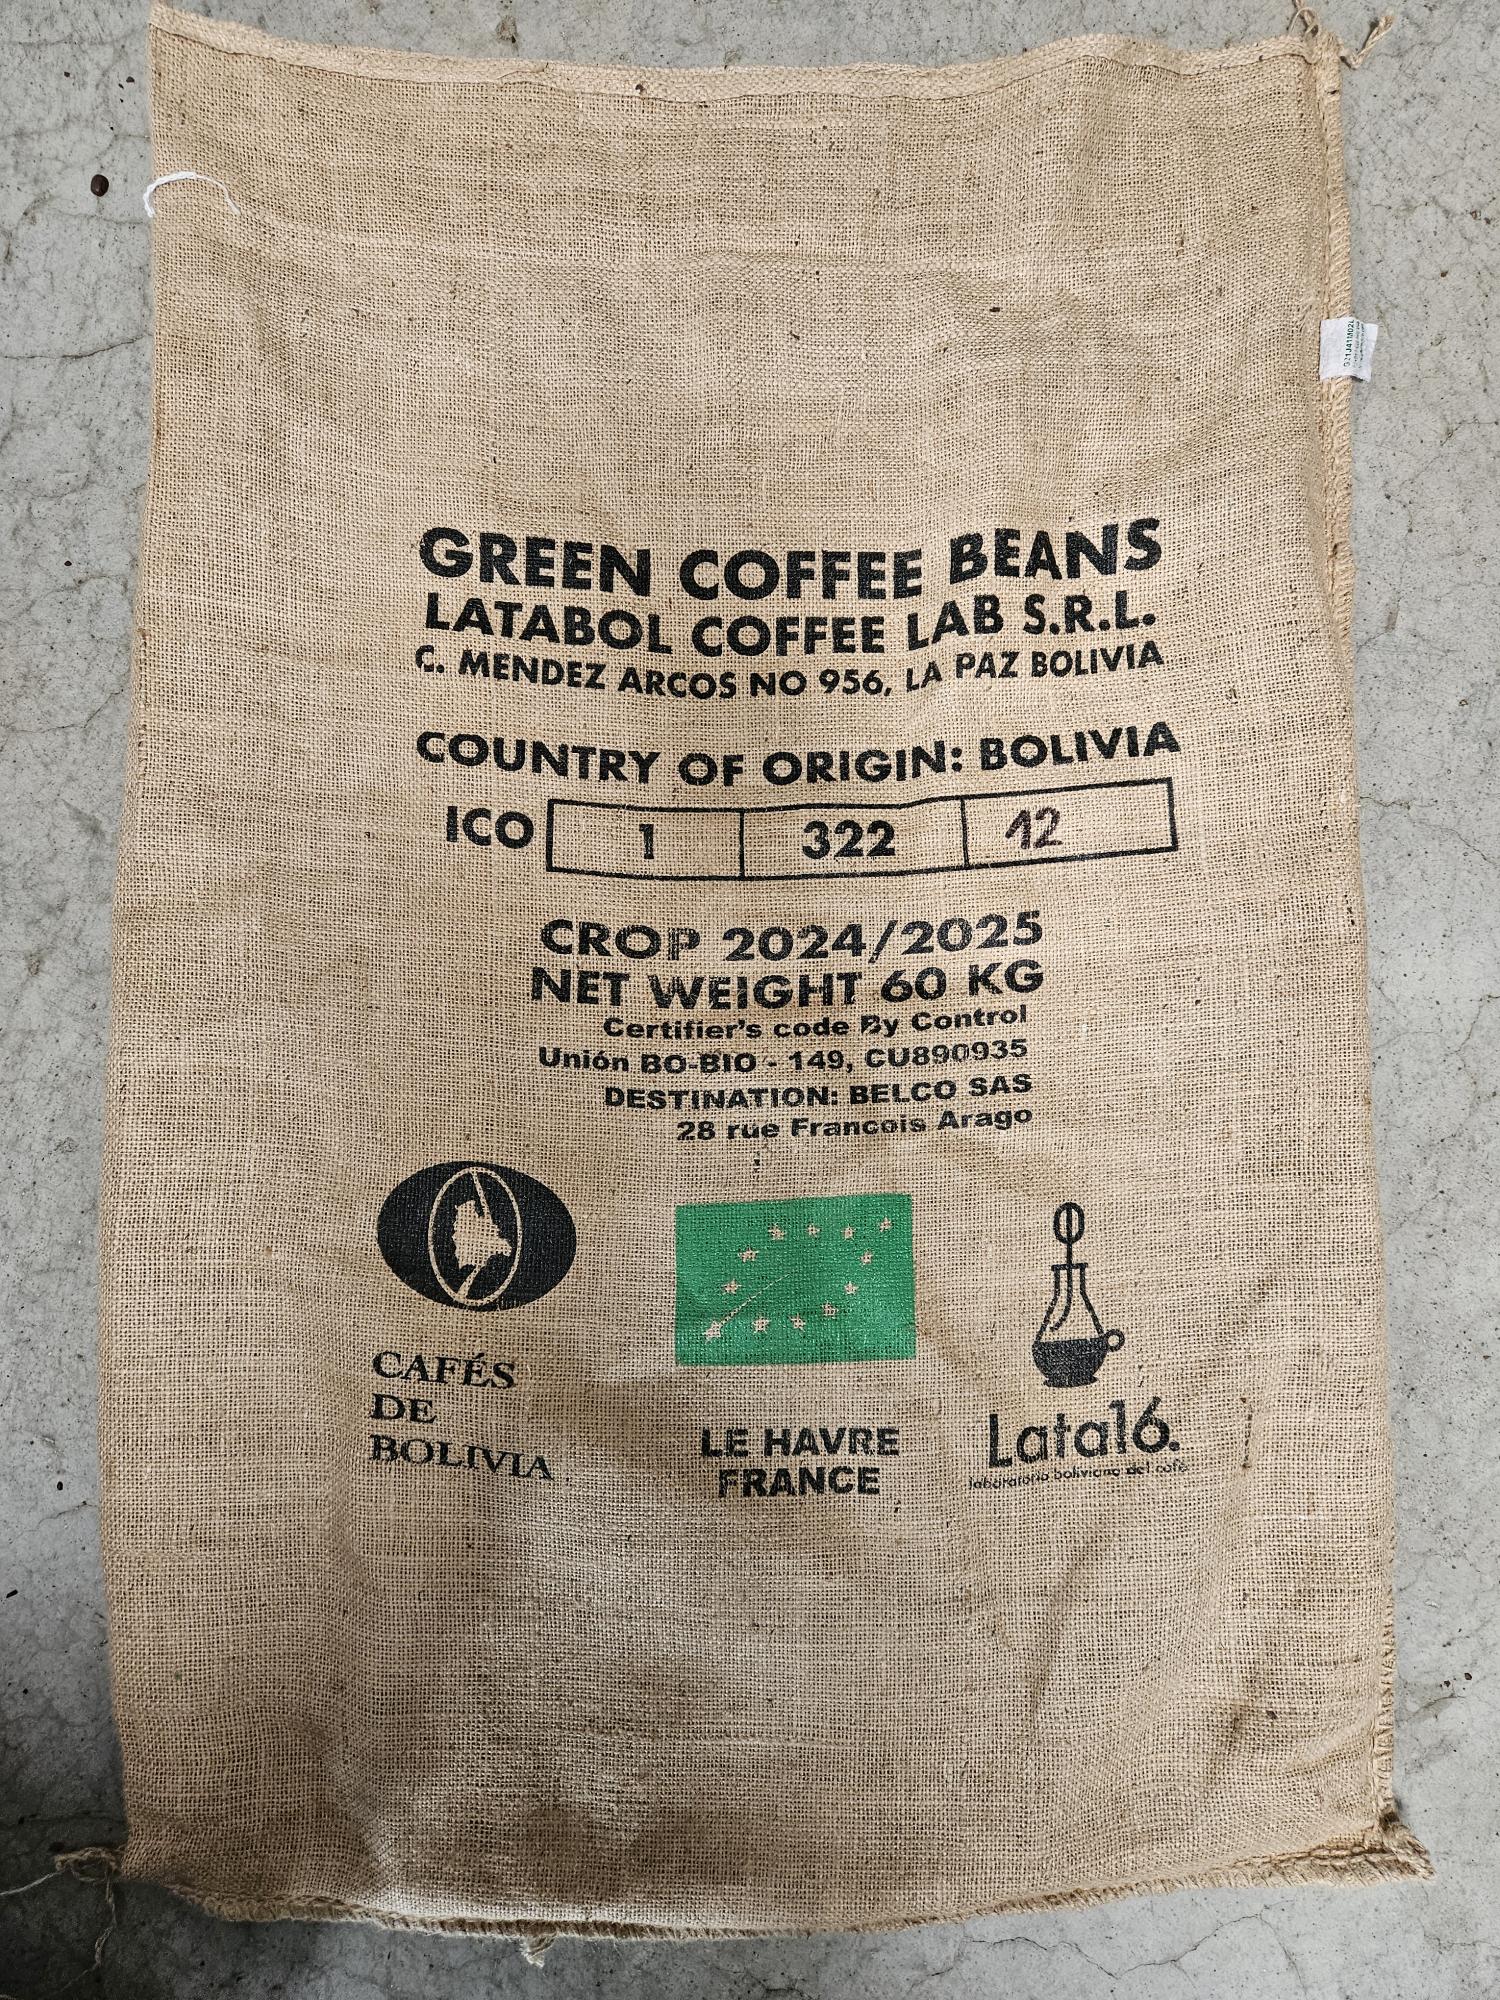 GREEN COFFEE BEANS
LATABOL COFFEE LAB S.R.L.
C. MENDEZ ARCOS NO 956, LA PAZ BOLIVIA
COUNTRY OF ORIGIN: BOLIVIA
ICO 1 322 12
CROP 2024/2025
NET WEIGHT 60 KG
Certifier's code By Control
Unión BO-BIO - 149, CU890935
DESTINATION: BELCO SAS
28 rue Francois Arago
CAFÉS
DE
BOLIVIA
LE HAVRE
FRANCE
Lata16.
laboratorio boliviano del café